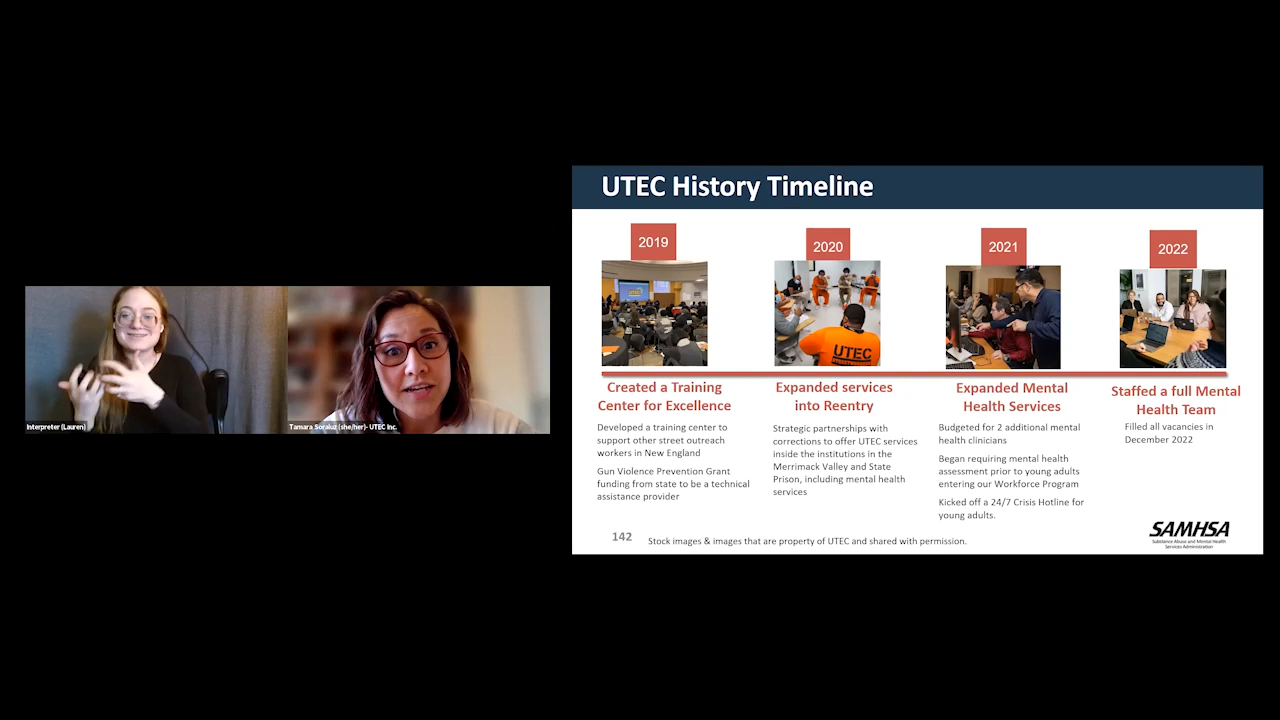 UTEC History Timeline
2019
2020
2021
2022
UTEC
UTEC
STREETWORKER
Created a Training
Center for Excellence
Developed a training center to
support other street outreach
workers in New England
Gun Violence Prevention Grant
funding from state to be a technical
assistance provider
Expanded services
into Reentry
Strategic partnerships with
corrections to offer UTEC services
inside the institutions in the
Merrimack Valley and State
Prison, including mental health
services
Expanded Mental
Health Services
Budgeted for 2 additional mental
health clinicians
Began requiring mental health
assessment prior to young adults
entering our Workforce Program
Kicked off a 24/7 Crisis Hotline for
young adults.
Staffed a full Mental
Health Team
Filled all vacancies in
December 2022
Interpreter (Lauren)
Tamara Soraluz (she/her)- UTEC Inc.
142
Stock images & images that are property of UTEC and shared with permission.
SAMHSA
Substance Abuse and Mental Health
Services Administration